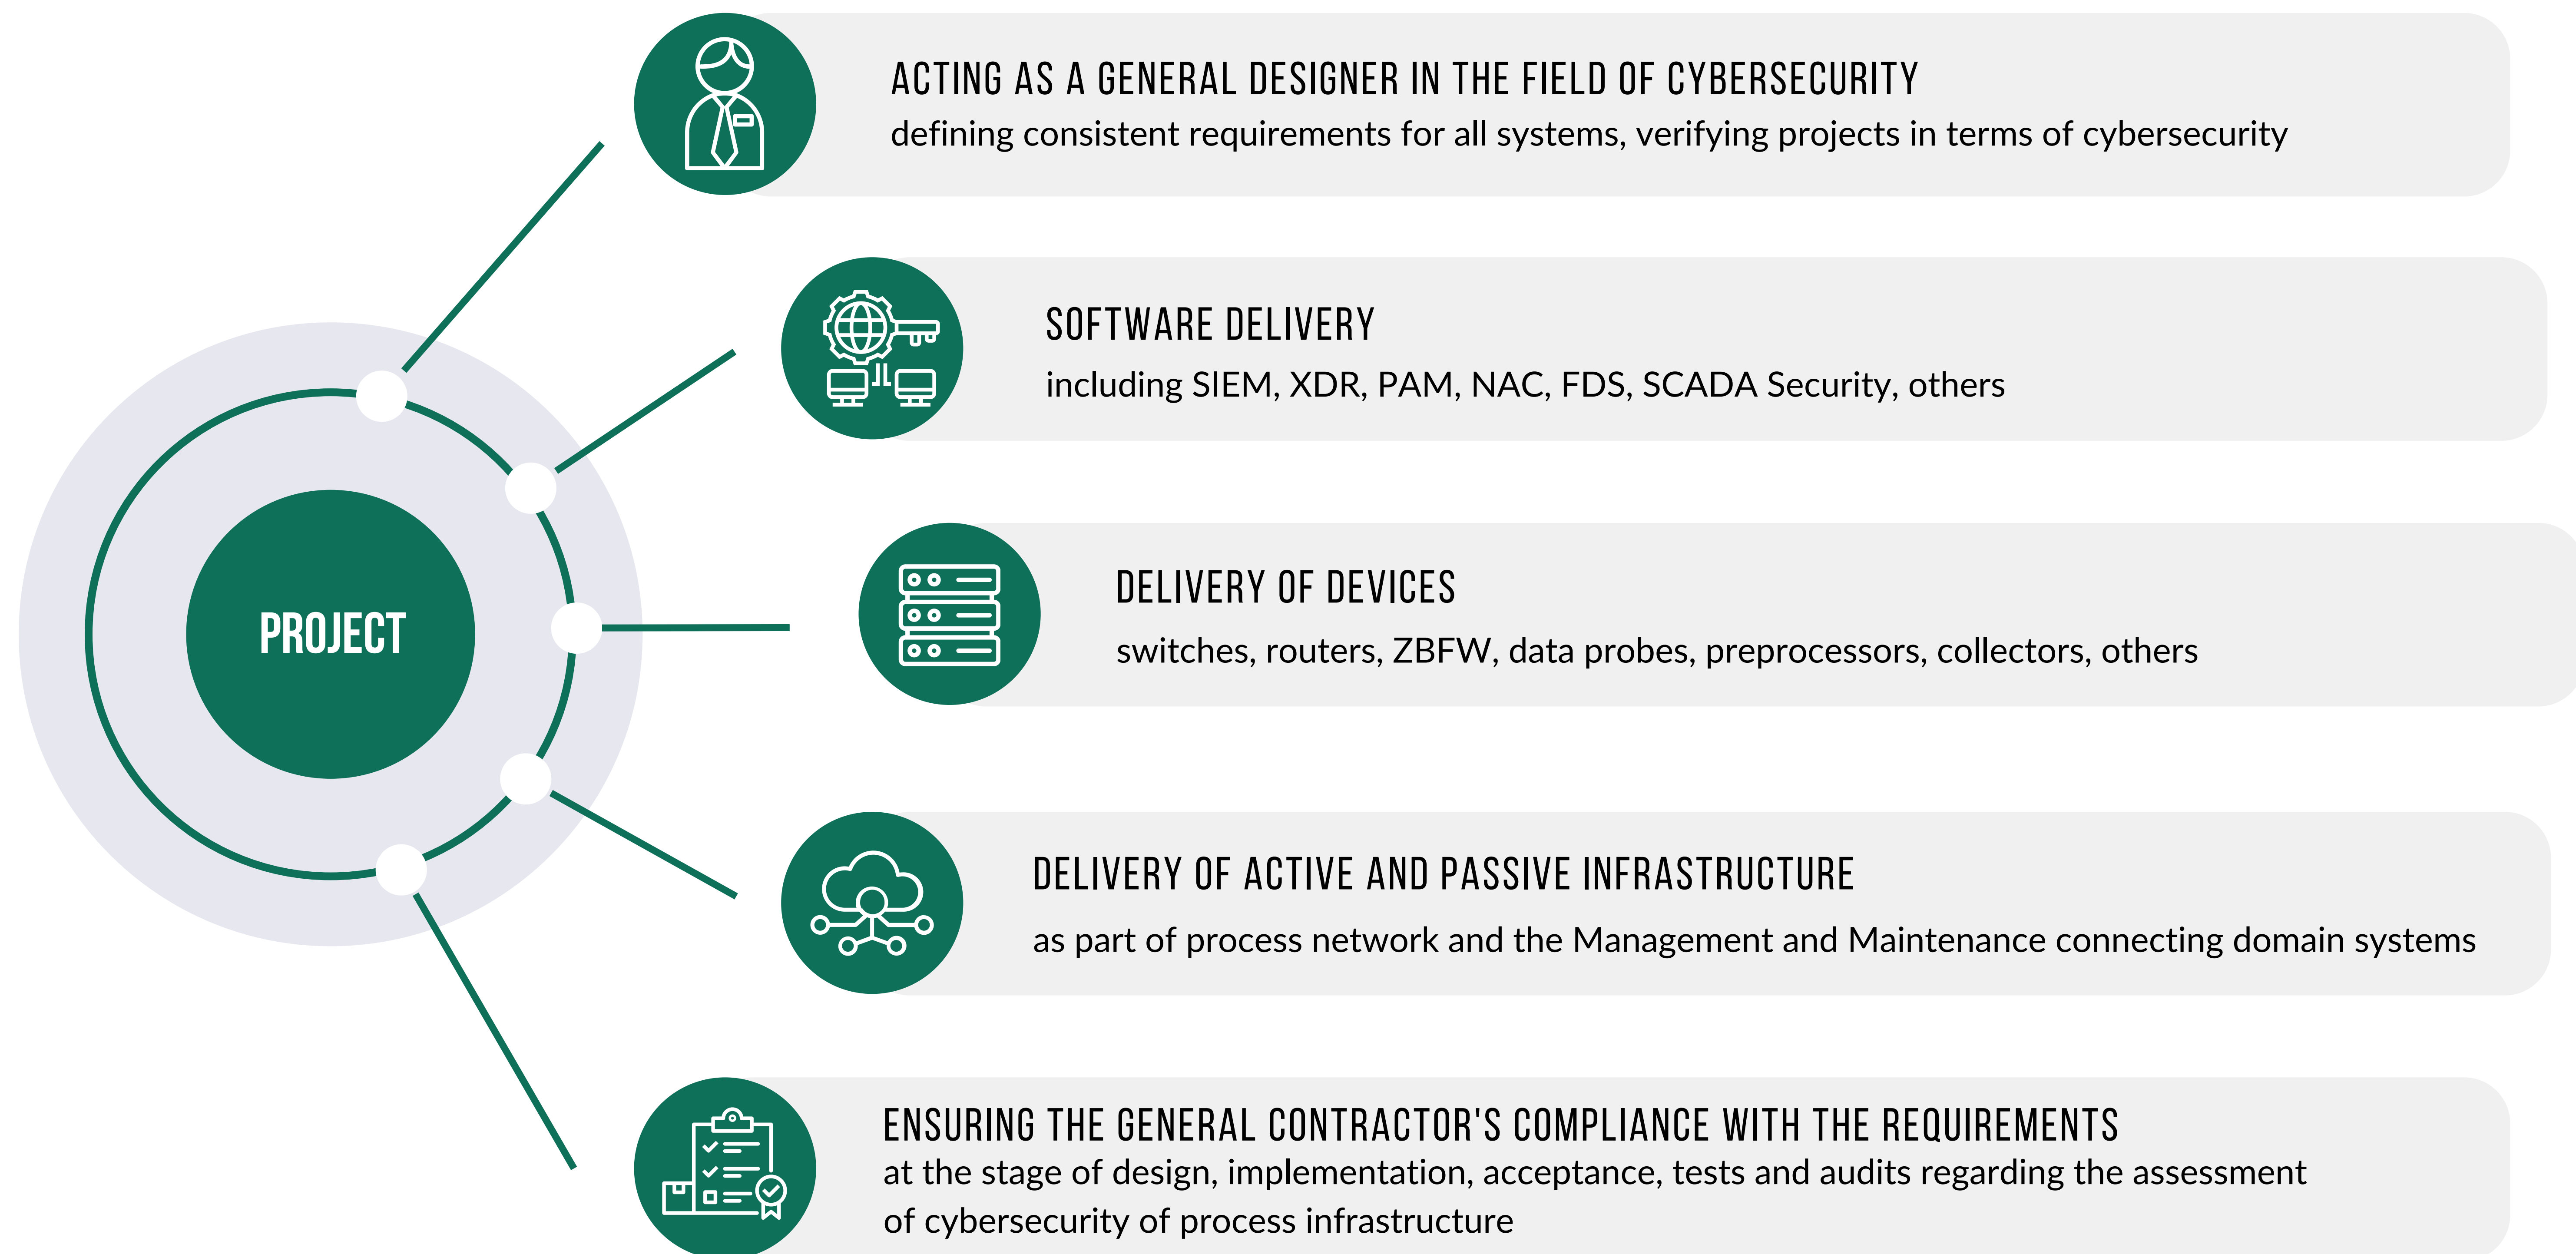 ACTING AS A GENERAL DESIGNER IN THE FIELD OF CYBERSECURITY
defining consistent requirements for all systems, verifying projects in terms of cybersecurity
SOFTWARE DELIVERY
including SIEM, XDR, PAM, NAC, FDS, SCADA Security, others
PROJECT
DELIVERY OF DEVICES
switches, routers, ZBFW, data probes, preprocessors, collectors, others
DELIVERY OF ACTIVE AND PASSIVE INFRASTRUCTURE
as part of process network and the Management and Maintenance connecting domain systems
ENSURING THE GENERAL CONTRACTOR'S COMPLIANCE WITH THE REQUIREMENTS
at the stage of design, implementation, acceptance, tests and audits regarding the assessment
of cybersecurity of process infrastructure